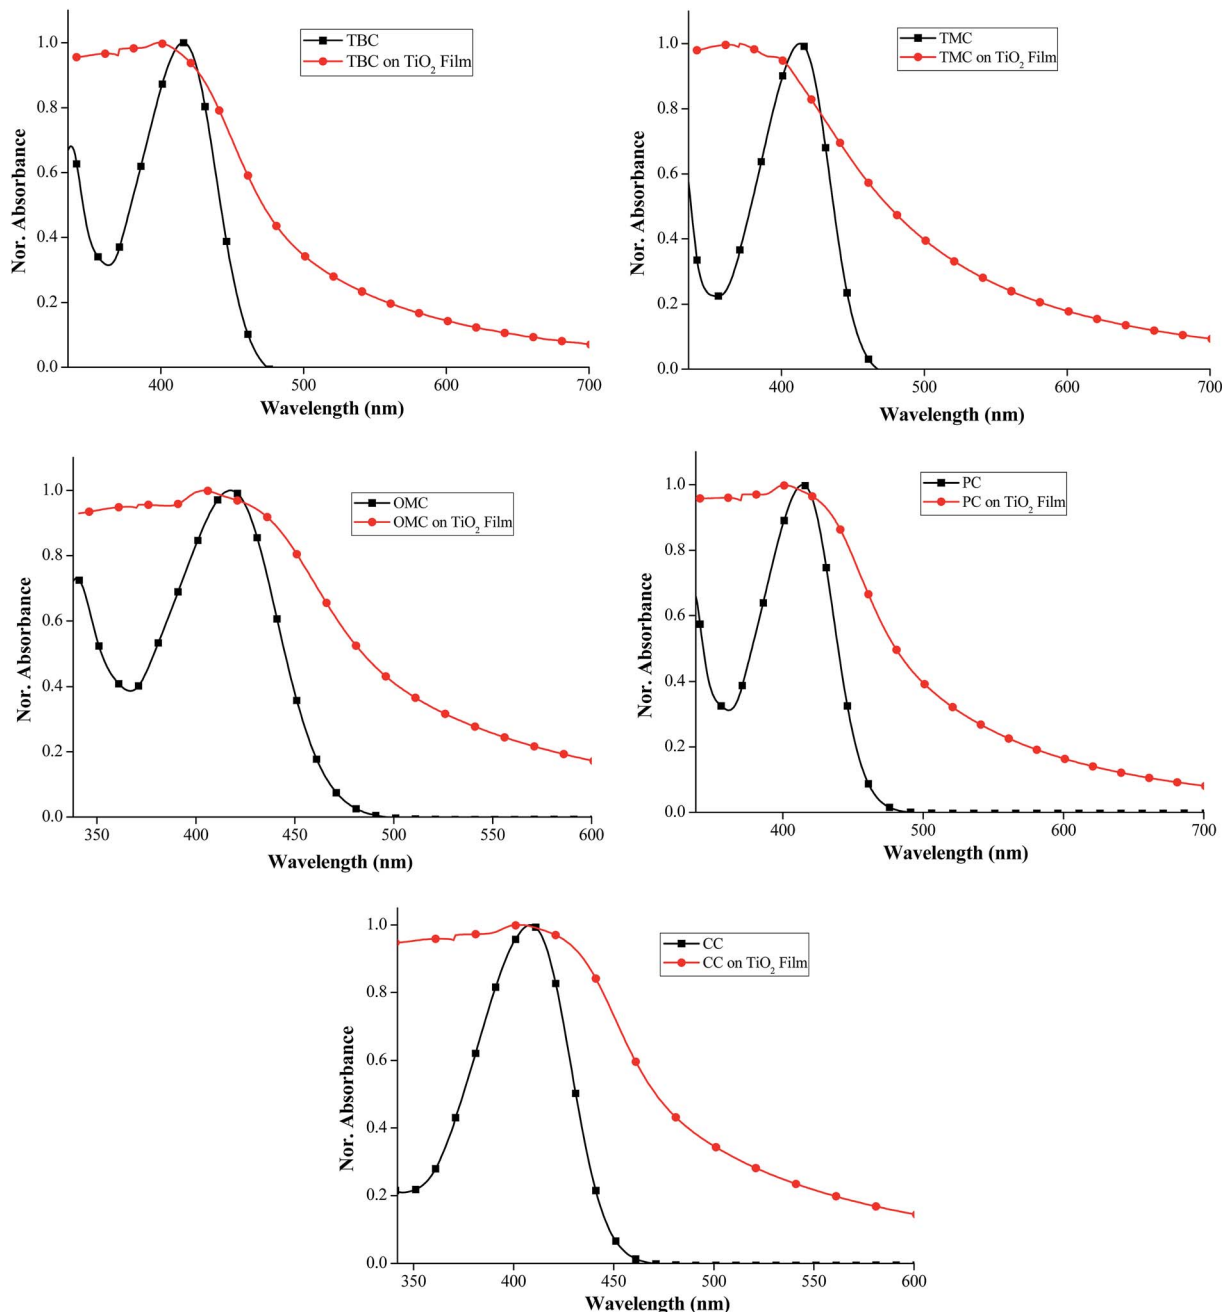 TBC
TBC on TiO2 Film
Nor. Absorbance
1.0
0.8
0.6
0.4
0.2
0.0
400 500 600 700
Wavelength (nm)
TMC
TMC on TiO2 Film
Nor. Absorbance
1.0
0.8
0.6
0.4
0.2
0.0
400 500 600 700
Wavelength (nm)
OMC
OMC on TiO2 Film
Nor. Absorbance
1.0
0.8
0.6
0.4
0.2
0.0
350 400 450 500 550 600
Wavelength (nm)
PC
PC on TiO2 Film
Nor. Absorbance
1.0
0.8
0.6
0.4
0.2
0.0
400 500 600 700
Wavelength (nm)
CC
CC on TiO2 Film
Nor. Absorbance
1.0
0.8
0.6
0.4
0.2
0.0
350 400 450 500 550 600
Wavelength (nm)